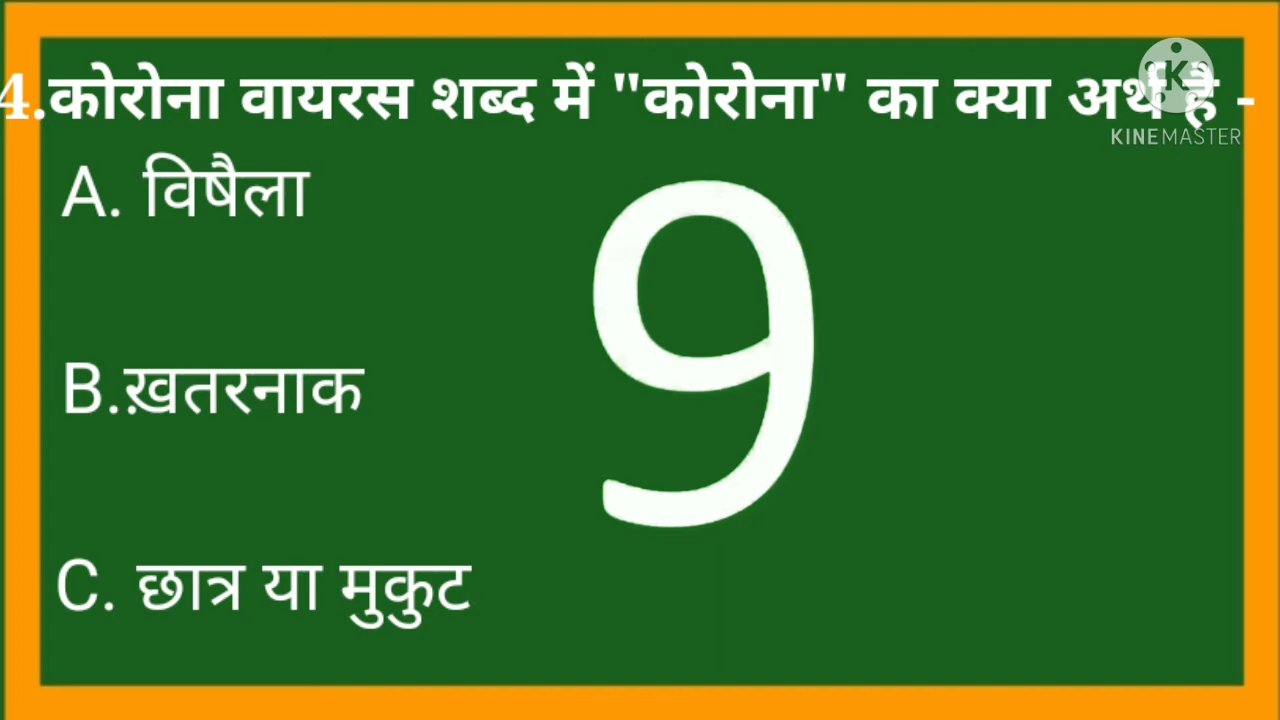 4.कोरोना वायरस शब्द में "कोरोना" का क्या अर्थ है -
KINEMASTER
A. विषैला
9
B..ख़तरनाक
C. छात्र या मुकुट